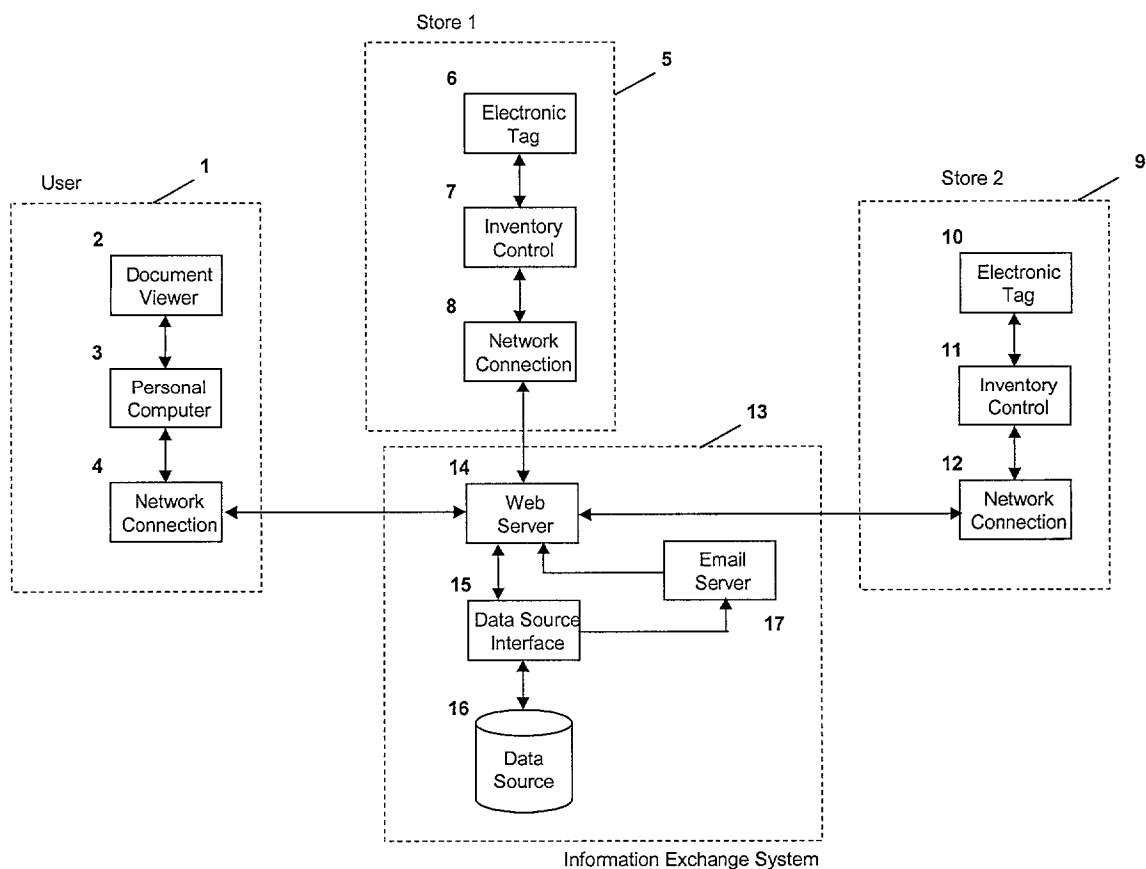 Store 1
5
6
Electronic
Tag
7
Inventory
Control
8
Network
Connection
User
1
2
Document
Viewer
3
Personal
Computer
4
Network
Connection
Store 2
9
10
Electronic
Tag
11
Inventory
Control
12
Network
Connection
13
14
Web
Server
Email
Server
17
15
Data Source
Interface
16
Data
Source
Information Exchange System